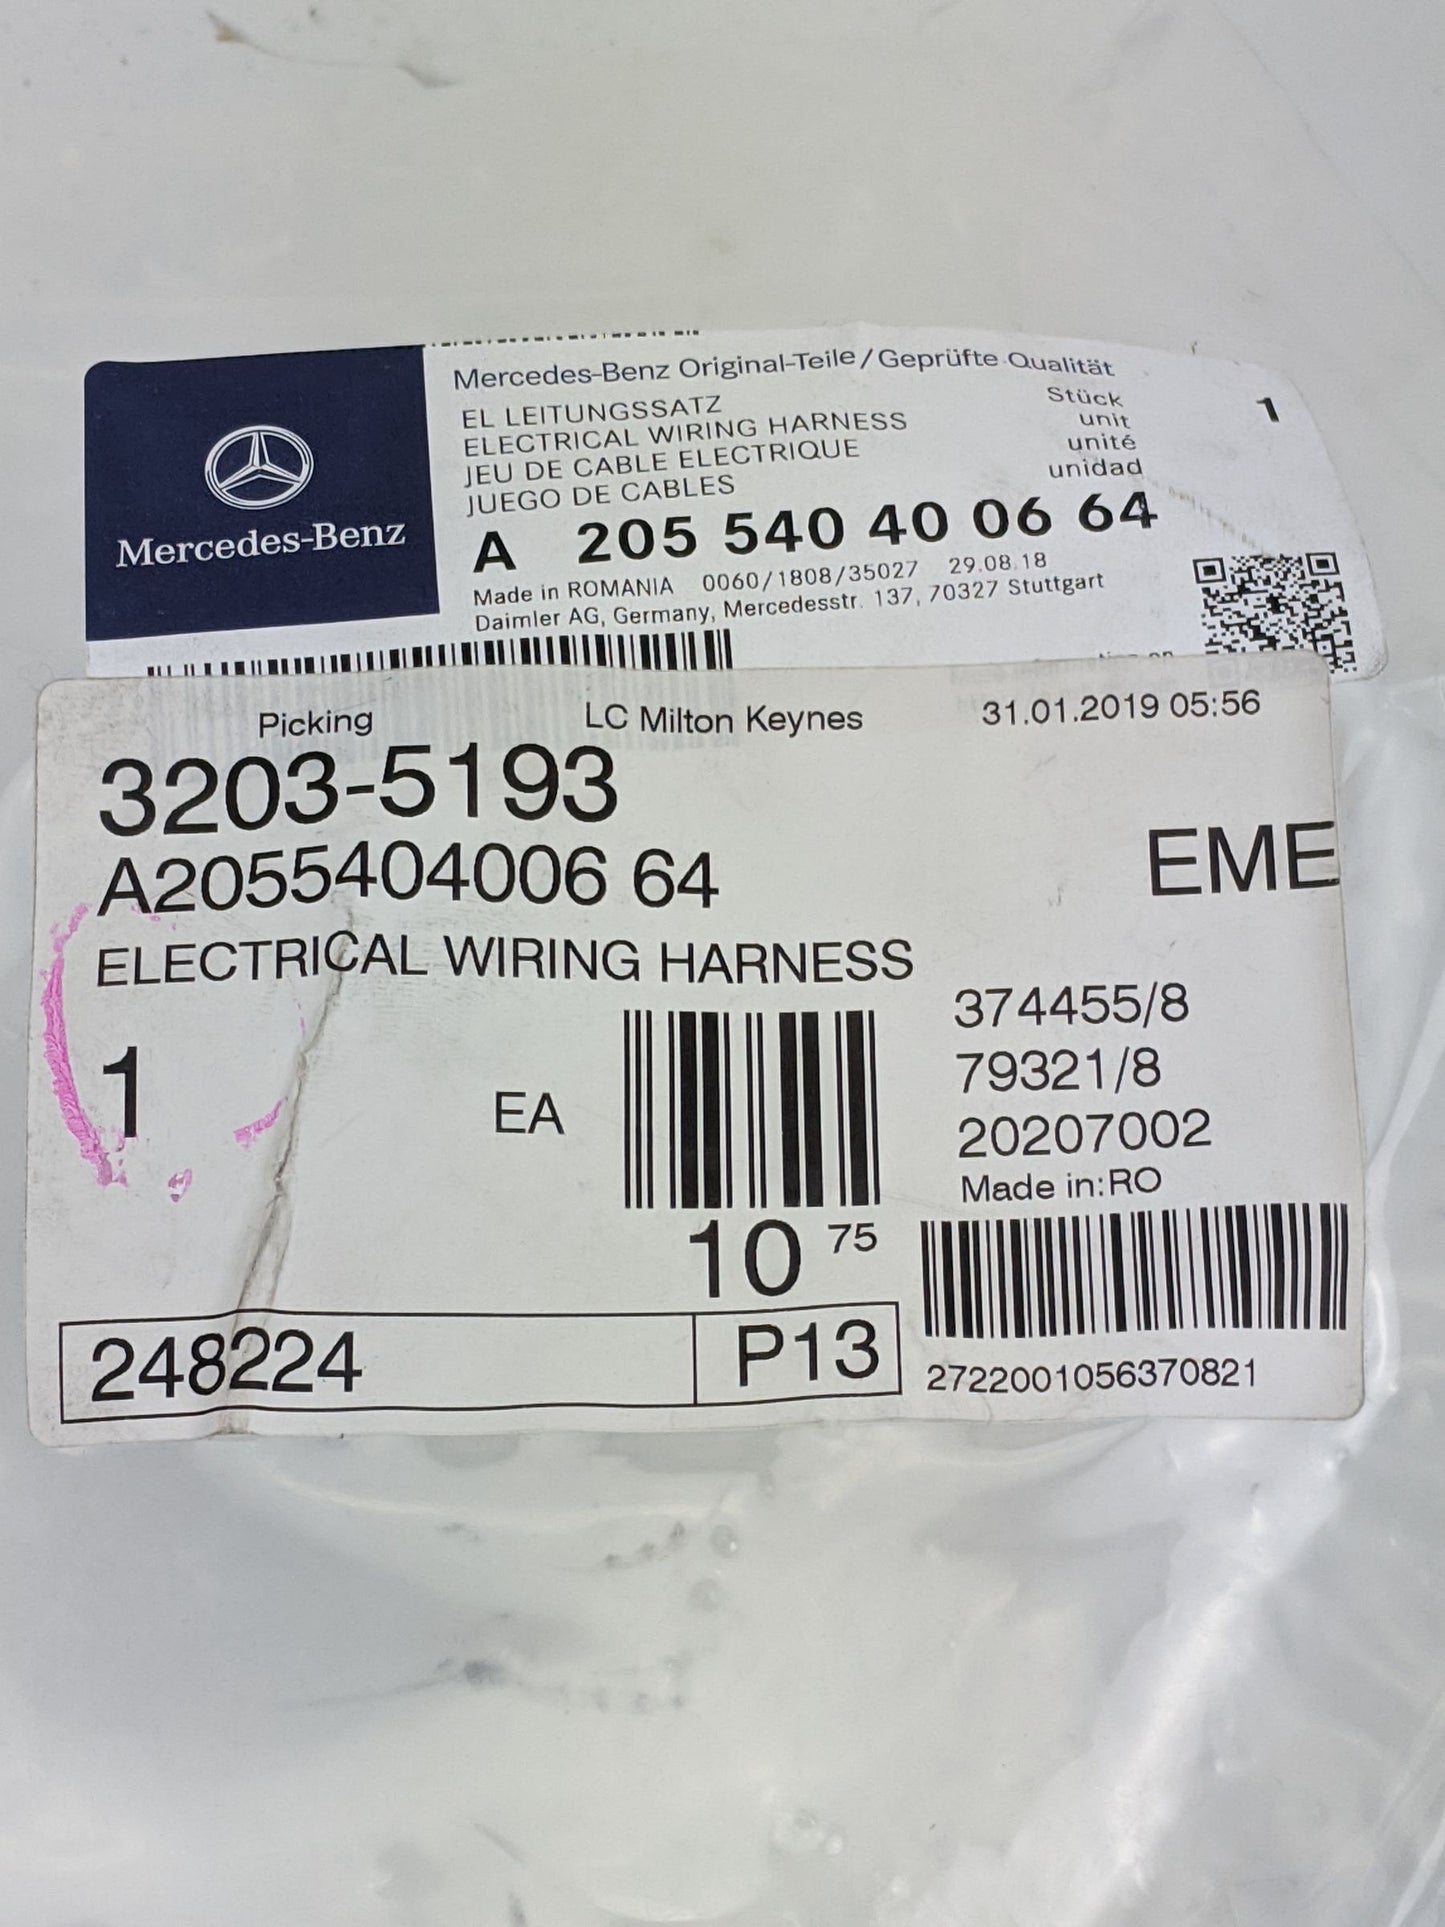 Mercedes-Benz
Mercedes-Benz Original-Teile/Geprüfte Qualität
EL LEITUNGSSATZ
ELECTRICAL WIRING HARNESS
JEU DE CABLE ELECTRIQUE
JUEGO DE CABLES
Stück
unit
unité
unidad
1
A 205 540 40 06 64
Made in ROMANIA 0060/1808/35027 29.08.18
Daimler AG, Germany, Mercedesstr. 137, 70327 Stuttgart
Picking LC Milton Keynes 31.01.2019 05:56
3203-5193
A2055404006 64
EME
ELECTRICAL WIRING HARNESS
1 EA
374455/8
79321/8
20207002
Made in:RO
10 75
248224 P13
2722001056370821